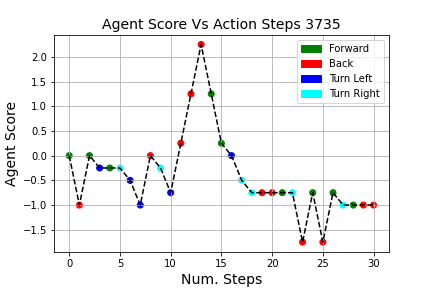 Agent Score Vs Action Steps 3735
Agent Score
2.0
1.5
1.0
0.5
0.0
−0.5
−1.0
−1.5
Forward
Back
Turn Left
Turn Right
0 5 10 15 20 25 30
Num. Steps